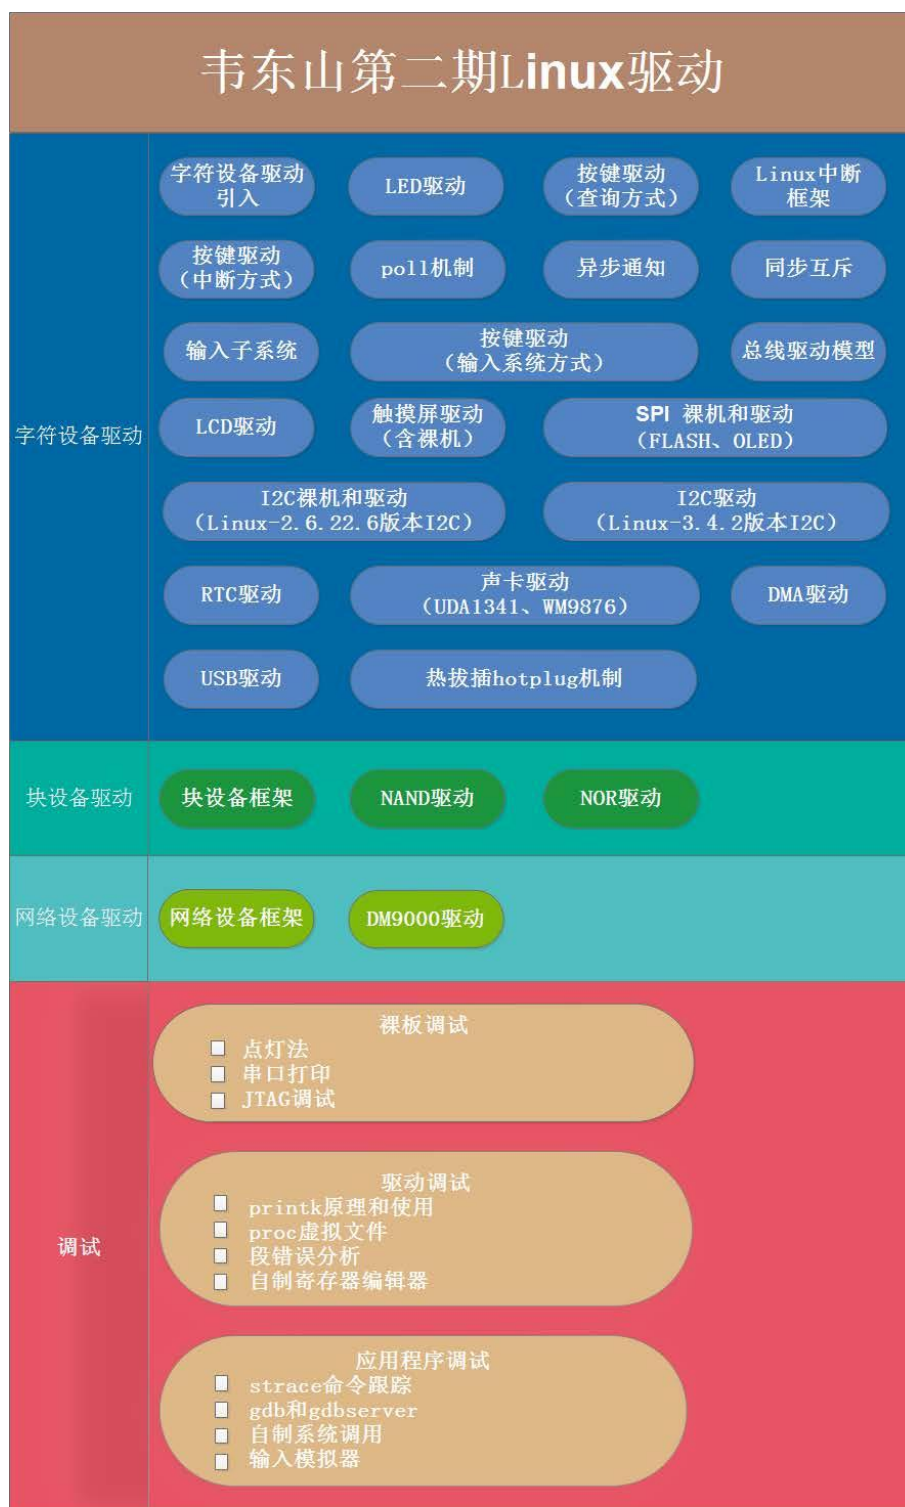 韦东山第二期Linux驱动
字符设备驱动
字符设备驱动
引入
LED驱动
按键驱动
（查询方式）
Linux中断
框架
按键驱动
（中断方式）
poll机制
异步通知
同步互斥
输入子系统
按键驱动
（输入系统方式）
总线驱动模型
LCD驱动
触摸屏驱动
（含裸机）
SPI 裸机和驱动
（FLASH、OLED）
I2C裸机和驱动
（Linux-2.6.22.6版本I2C）
I2C驱动
（Linux-3.4.2版本I2C）
RTC驱动
声卡驱动
（UDA1341、WM9876）
DMA驱动
USB驱动
热拔插hotplug机制
块设备驱动
块设备框架
NAND驱动
NOR驱动
网络设备驱动
网络设备框架
DM9000驱动
调试
裸板调试
点灯法
串口打印
JTAG调试
驱动调试
printk原理和使用
proc虚拟文件
段错误分析
自制寄存器编辑器
应用程序调试
strace命令跟踪
gdb和gdbserver
自制系统调用
输入模拟器